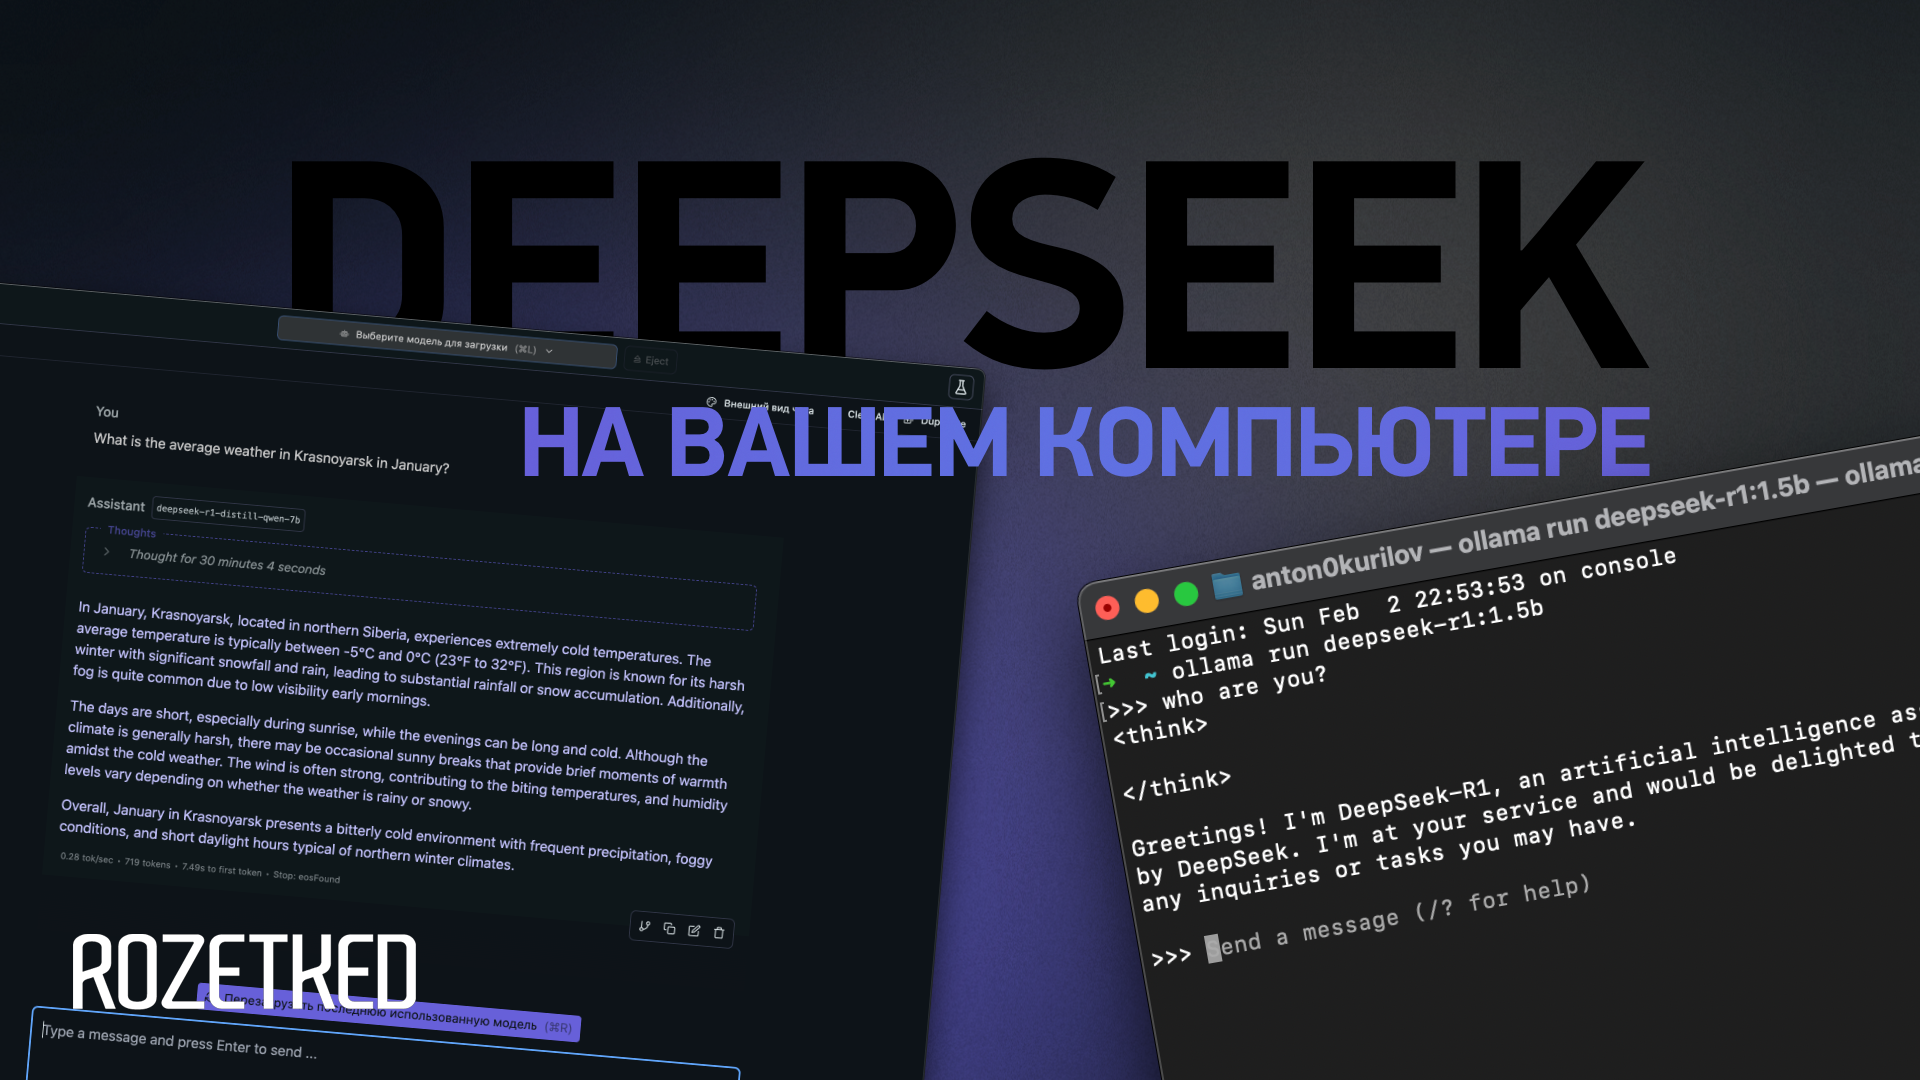 DEEPSEEK
НА ВАШЕМ КОМПЬЮТЕРЕ
Выберите модель для загрузки (⌘L)
Eject
Внешний вид
You
What is the average weather in Krasnoyarsk in January?
Assistant deepseek-r1-distill-qwen-7b
Thoughts
Thought for 30 minutes 4 seconds
In January, Krasnoyarsk, located in northern Siberia, experiences extremely cold temperatures. The
average temperature is typically between -5°C and 0°C (23°F to 32°F). This region is known for its harsh
winter with significant snowfall and rain, leading to substantial rainfall or snow accumulation. Additionally,
fog is quite common due to low visibility early mornings.
The days are short, especially during sunrise, while the evenings can be long and cold. Although the
climate is generally harsh, there may be occasional sunny breaks that provide brief moments of warmth
amidst the cold weather. The wind is often strong, contributing to the biting temperatures, and humidity
levels vary depending on whether the weather is rainy or snowy.
Overall, January in Krasnoyarsk presents a bitterly cold environment with frequent precipitation, foggy
conditions, and short daylight hours typical of northern winter climates.
0.28 tok/sec • 719 tokens • 7.49s to first token • Stop: eosFound
ROZETKED
Перезагрузить последнюю использованную модель (⌘R)
Type a message and press Enter to send ...
anton0kurilov — ollama run deepseek-r1:1.5b — ollama
Last login: Sun Feb 2 22:53:53 on console
[➜ ~ ollama run deepseek-r1:1.5b
[>>> who are you?
<think>
</think>
Greetings! I'm DeepSeek-R1, an artificial intelligence as
by DeepSeek. I'm at your service and would be delighted t
any inquiries or tasks you may have.
>>> Send a message (/? for help)